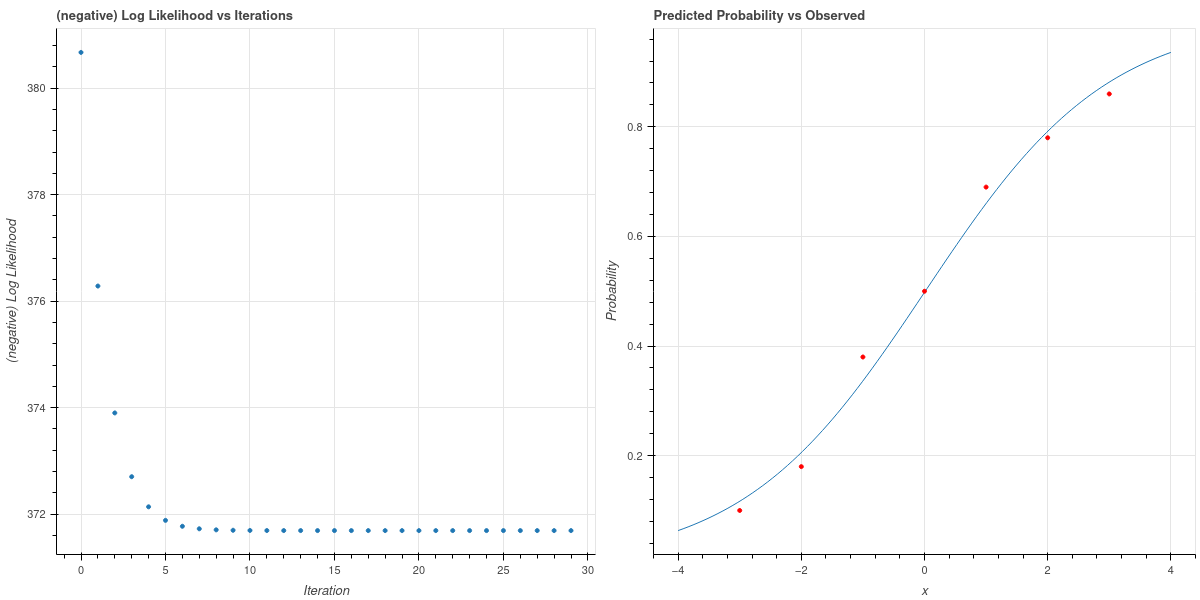 (negative) Log Likelihood vs Iterations
(negative) Log Likelihood
380
378
376
374
372
0 5 10 15 20 25 30
Iteration
Predicted Probability vs Observed
Probability
0.8
0.6
0.4
0.2
−4 −2 0 2 4
x